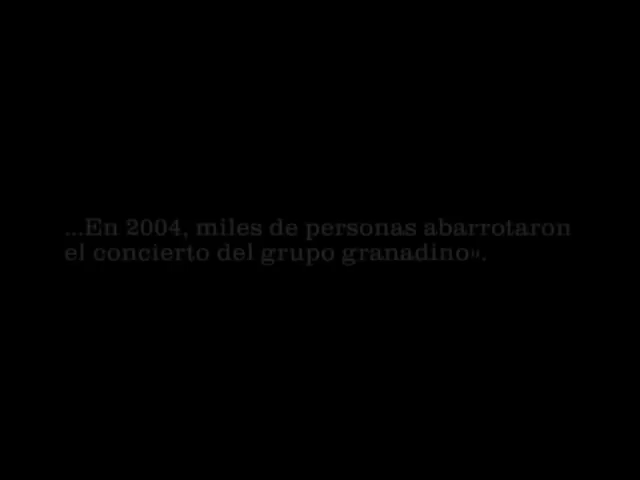 ...En 2004, miles de personas abarrotaron
el concierto del grupo granadino».